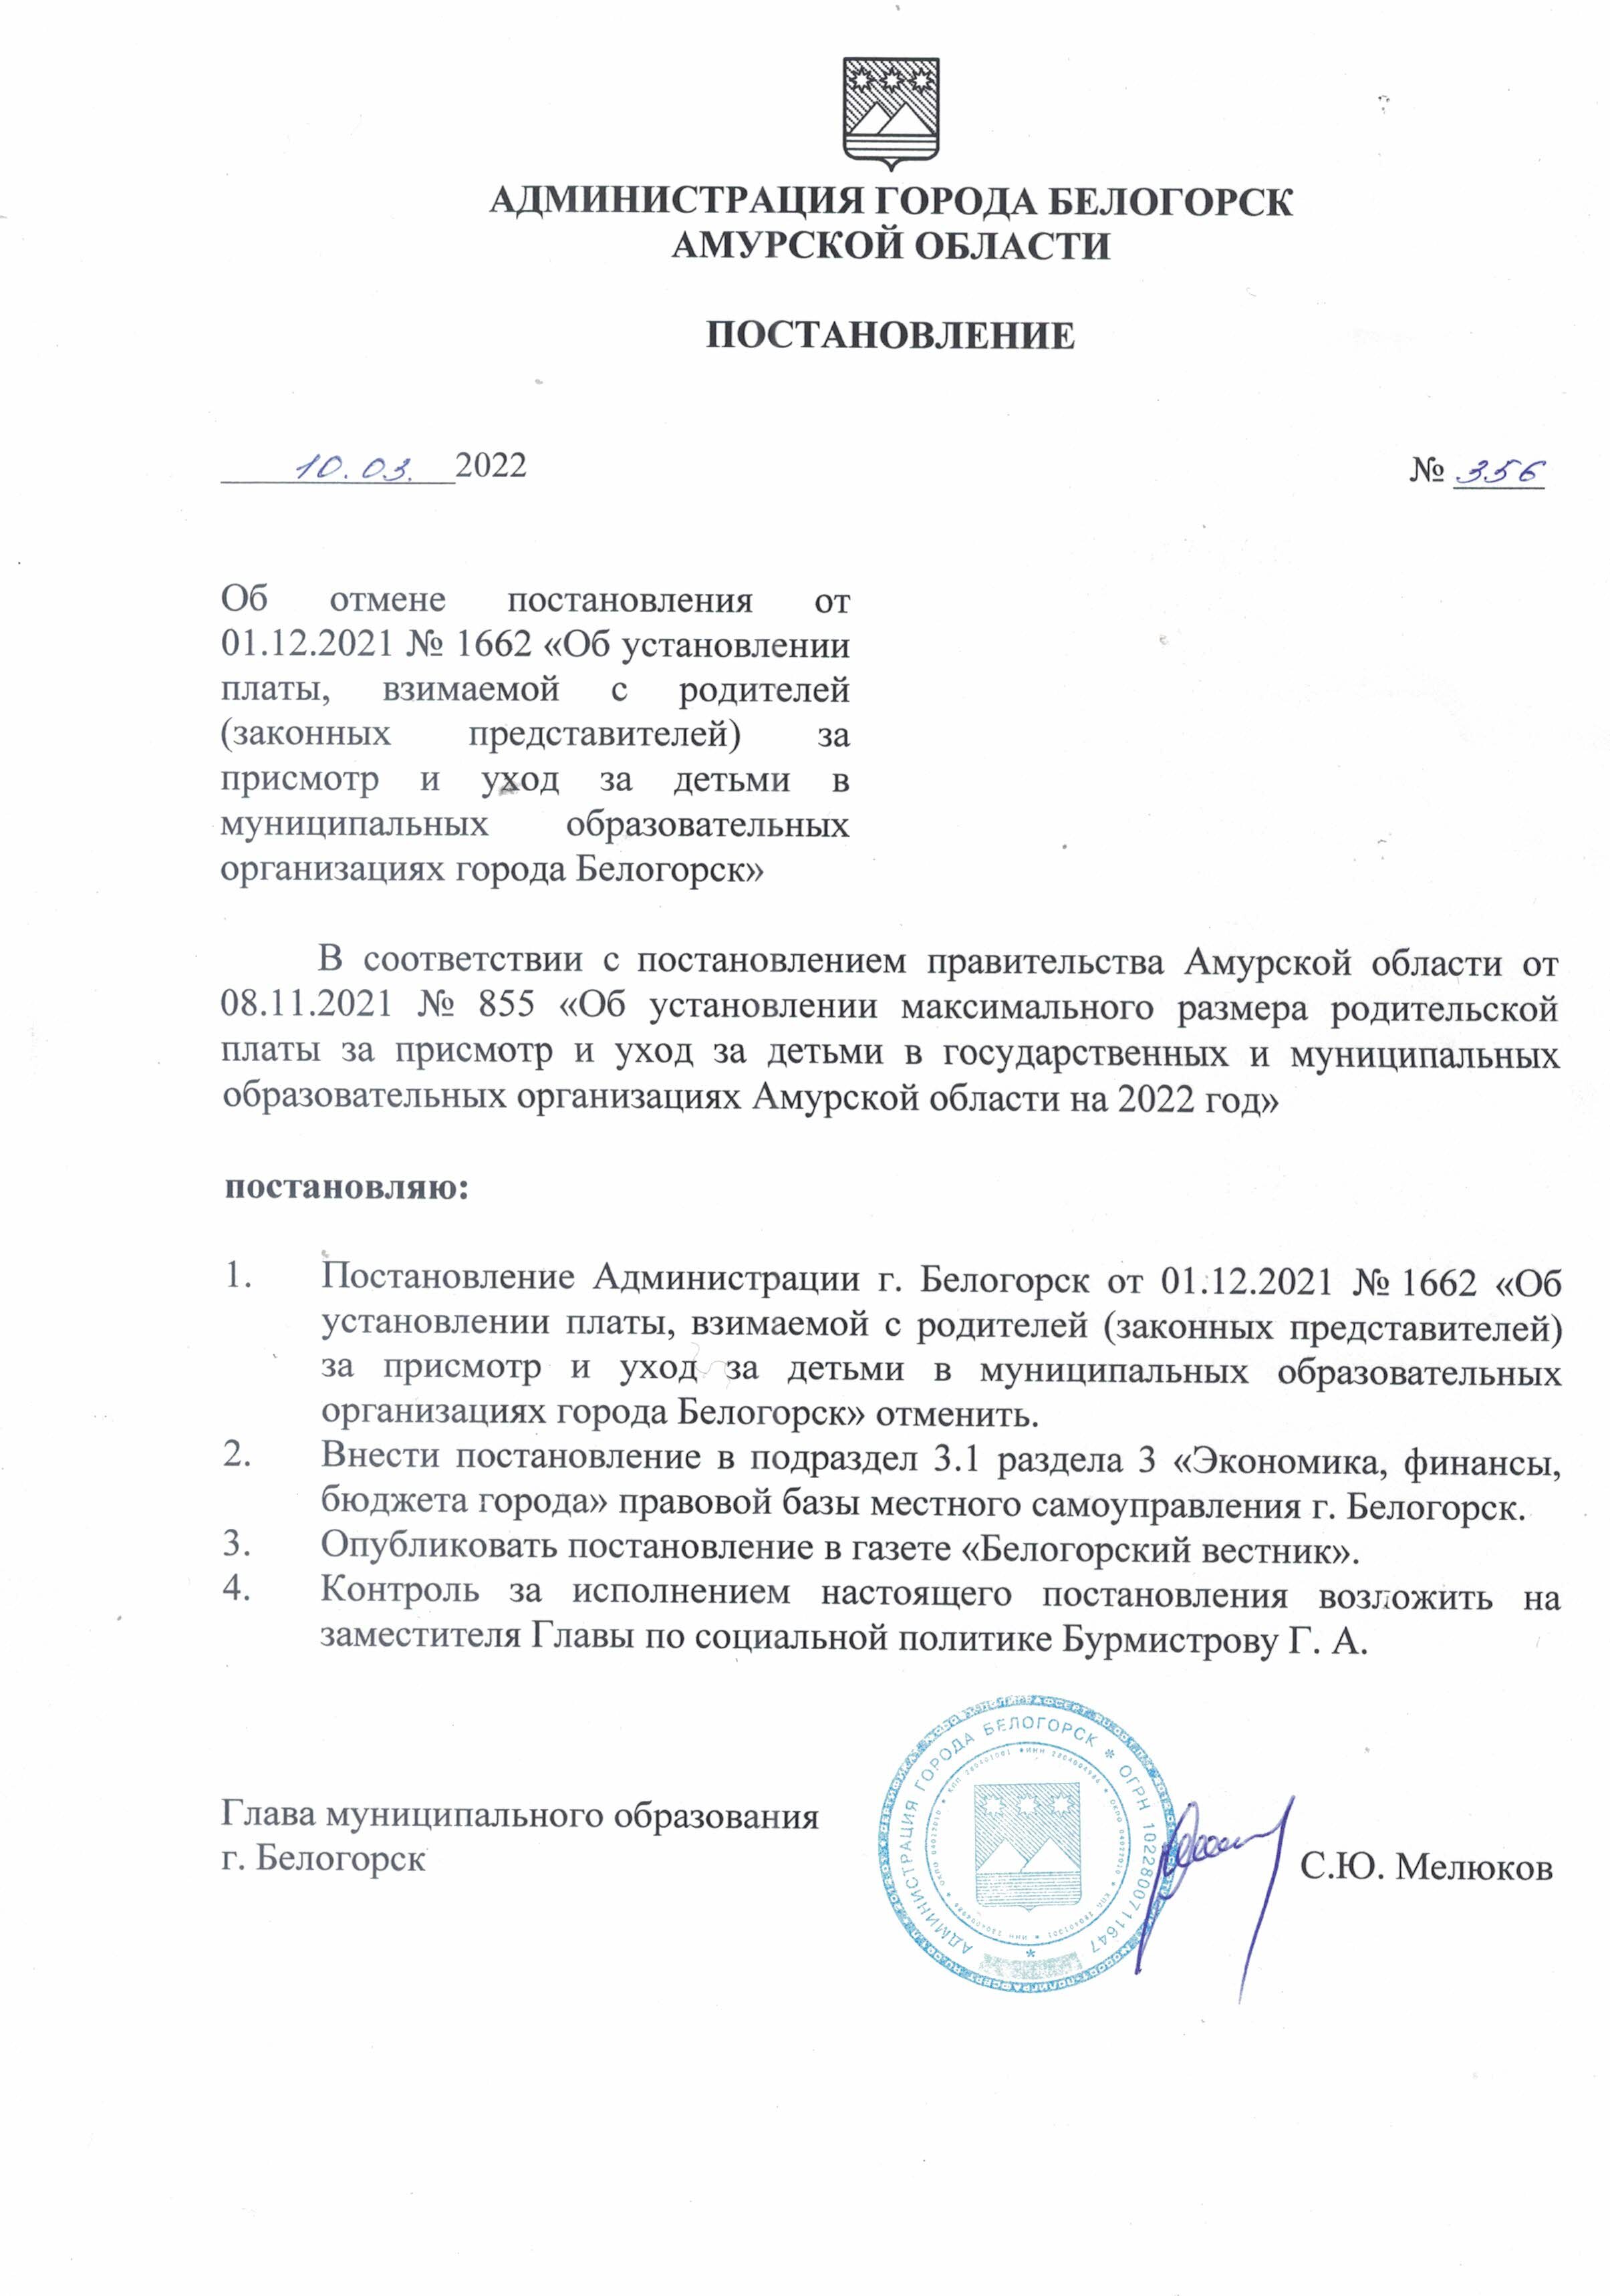 АДМИНИСТРАЦИЯ ГОРОДА БЕЛОГОРСК
АМУРСКОЙ ОБЛАСТИ
ПОСТАНОВЛЕНИЕ
10.03. 2022
№ 356
Об отмене постановления от
01.12.2021 № 1662 «Об установлении
платы, взимаемой с родителей
(законных представителей) за
присмотр и уход за детьми в
муниципальных образовательных
организациях города Белогорск»
В соответствии с постановлением правительства Амурской области от
08.11.2021 № 855 «Об установлении максимального размера родительской
платы за присмотр и уход за детьми в государственных и муниципальных
образовательных организациях Амурской области на 2022 год»
постановляю:
1. Постановление Администрации г. Белогорск от 01.12.2021 № 1662 «Об
установлении платы, взимаемой с родителей (законных представителей)
за присмотр и уход за детьми в муниципальных образовательных
организациях города Белогорск» отменить.
2. Внести постановление в подраздел 3.1 раздела 3 «Экономика, финансы,
бюджета города» правовой базы местного самоуправления г. Белогорск.
3. Опубликовать постановление в газете «Белогорский вестник».
4. Контроль за исполнением настоящего постановления возложить на
заместителя Главы по социальной политике Бурмистрову Г. А.
Глава муниципального образования
г. Белогорск
АДМИНИСТРАЦИЯ ГОРОДА БЕЛОГОРСК * ОГРН 1022800711647 *
С.Ю. Мелюков